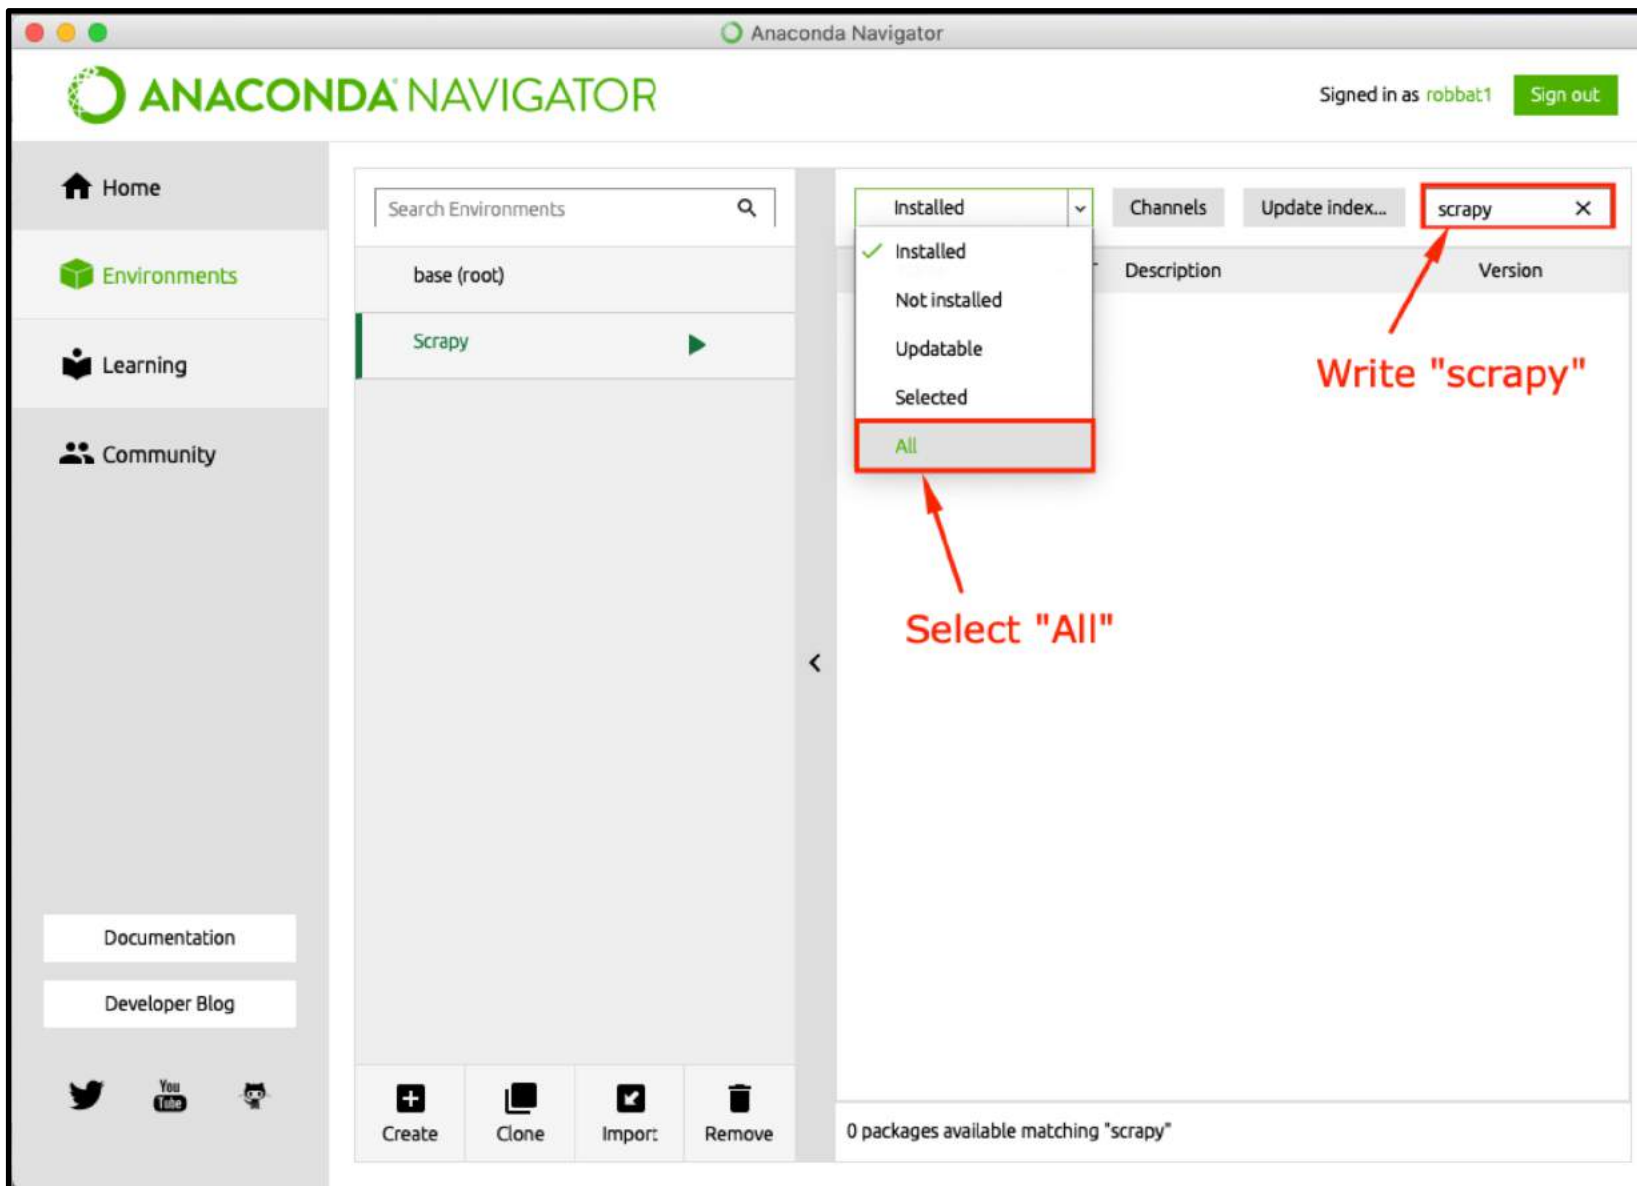 Anaconda Navigator
ANACONDA NAVIGATOR
Signed in as robbat1
Sign out
Home
Environments
Learning
Community
Documentation
Developer Blog
You
Tube
Search Environments
base (root)
Scrapy
Create
Clone
Import
Remove
Installed
Channels
Update index...
scrapy
Installed
Not installed
Updatable
Selected
All
Description
Version
Write "scrapy"
Select "All"
0 packages available matching "scrapy"